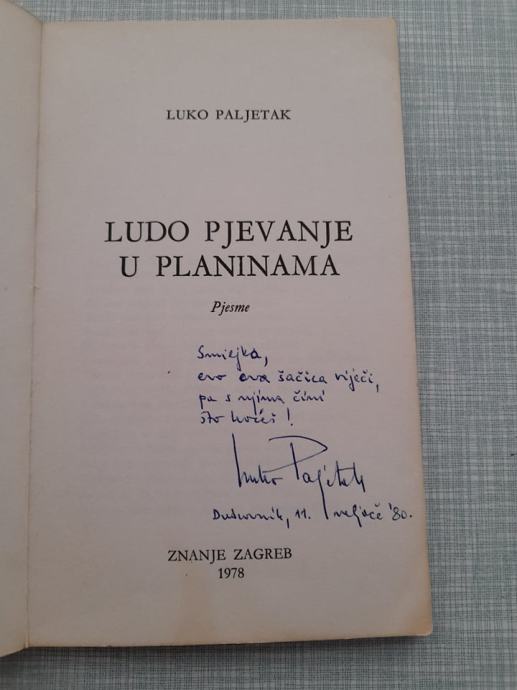 LUKO PALJETAK
LUDO PJEVANJE
U PLANINAMA
Pjesme
Smiljka,
evo ova šačica riječi,
pa s njima čini
što hoćeš!
Luko Paljetak
Dubrovnik, 11. veljače '80.
ZNANJE ZAGREB
1978